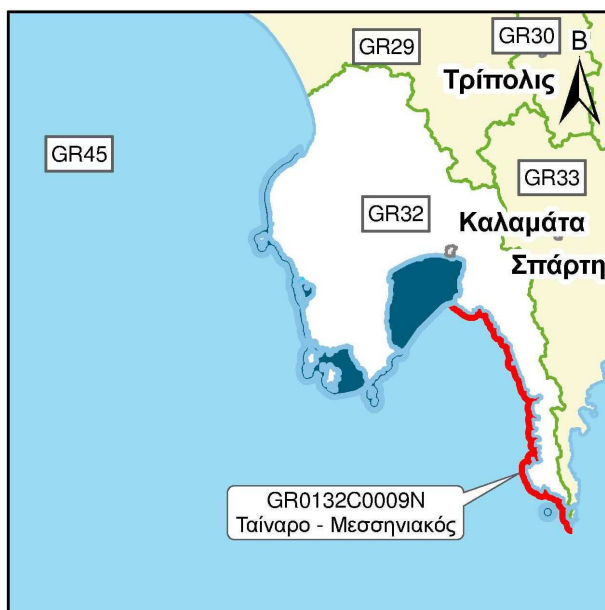 GR30
GR29
Β
Τρίπολις
GR45
GR33
GR32
Καλαμάτα
Σπάρτη
GR0132C0009N
Ταίναρο - Μεσσηνιακός